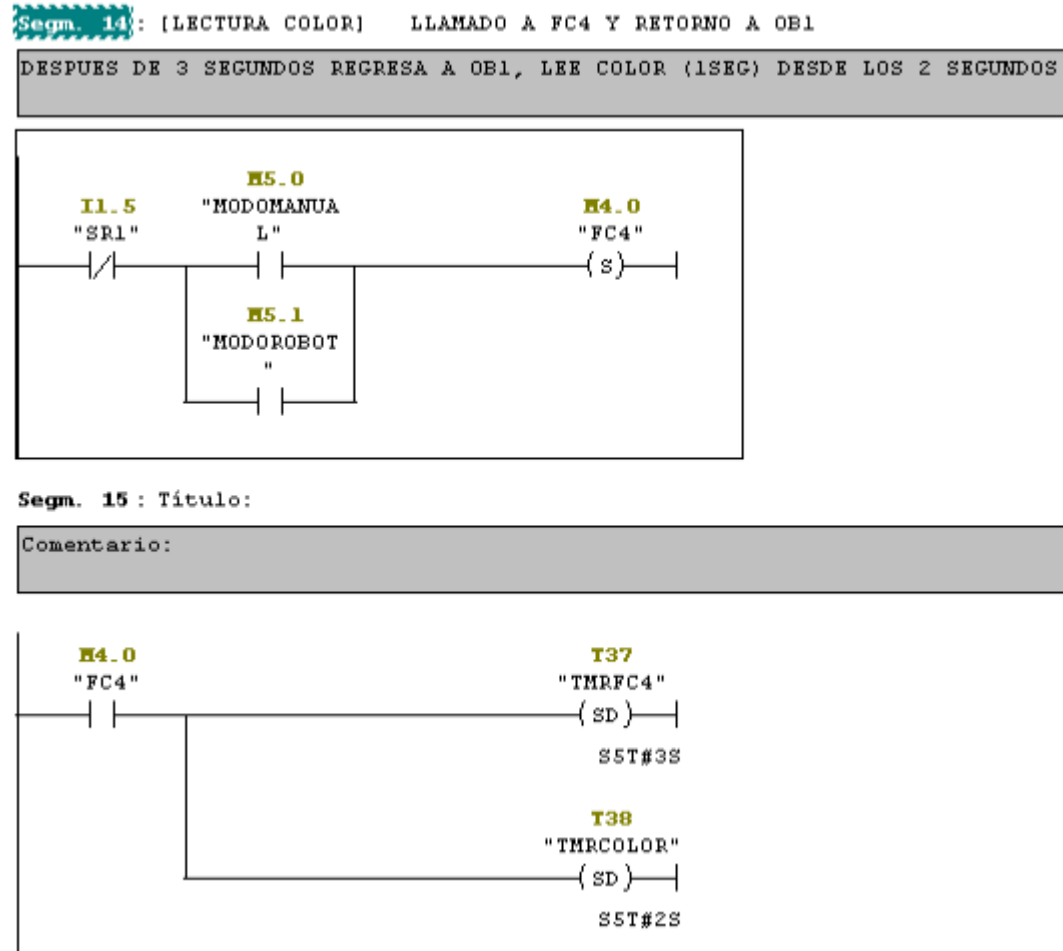 Segm. 14 : [LECTURA COLOR] LLAMADO A FC4 Y RETORNO A OB1
DESPUES DE 3 SEGUNDOS REGRESA A OB1, LEE COLOR (1SEG) DESDE LOS 2 SEGUNDOS
M5.0
I1.5 "MODOMANUA M4.0
"SR1" L" "FC4"
(S)
M5.1
"MODOROBOT
"
Segm. 15 : Título:
Comentario:
M4.0 T37
"FC4" "TMRFC4"
(SD)
S5T#3S
T38
"TMRCOLOR"
(SD)
S5T#2S